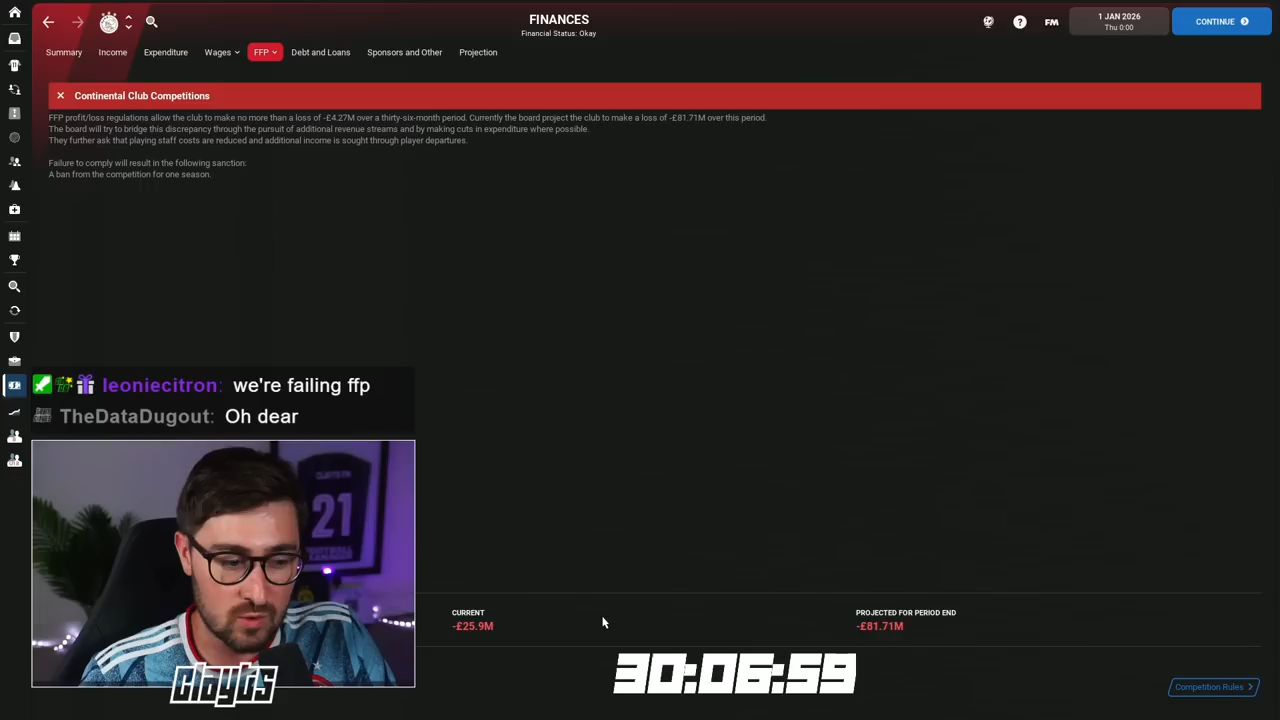 FINANCES
Financial Status: Okay
FM
1 JAN 2026
Thu 0:00
CONTINUE
Summary
Income
Expenditure
Wages
FFP
Debt and Loans
Sponsors and Other
Projection
Continental Club Competitions
FFP profit/loss regulations allow the club to make no more than a loss of -£4.27M over a thirty-six-month period. Currently the board project the club to make a loss of -£81.71M over this period.
The board will try to bridge this discrepancy through the pursuit of additional revenue streams and by making cuts in expenditure where possible.
They further ask that playing staff costs are reduced and additional income is sought through player departures.
Failure to comply will result in the following sanction:
A ban from the competition for one season.
leoniecitron: we're failing ffp
TheDataDugout: Oh dear
21
CURRENT
-£25.9M
PROJECTED FOR PERIOD END
-£81.71M
clayts
30:06:59
Competition Rules